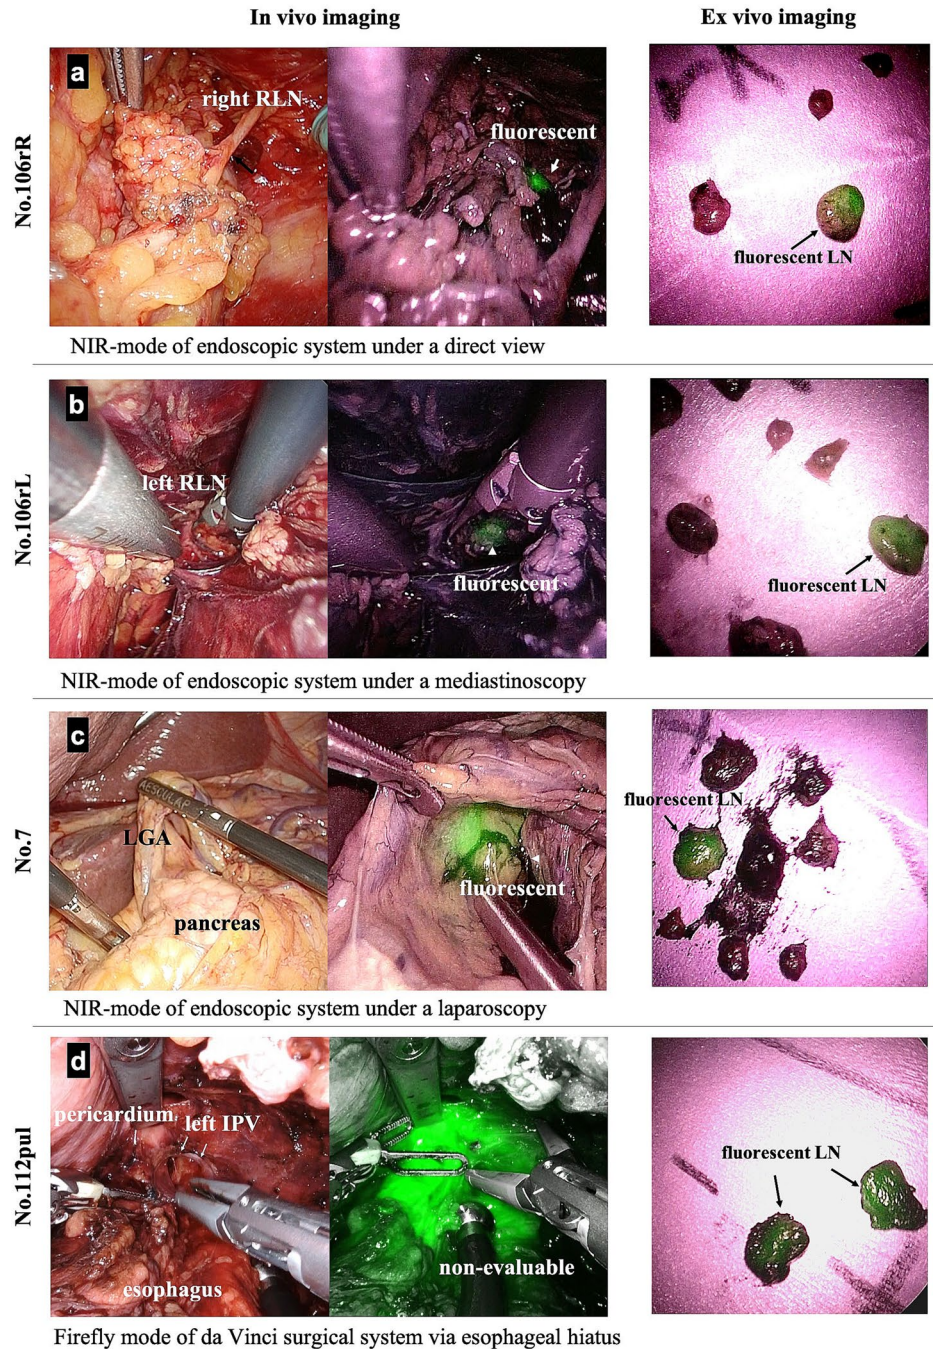 In vivo imaging
Ex vivo imaging
No.106rR
a
right RLN
fluorescent
fluorescent LN
NIR-mode of endoscopic system under a direct view
No.106rL
b
left RLN
fluorescent
fluorescent LN
NIR-mode of endoscopic system under a mediastinoscopy
No.7
c
AESCULAP
LGA
pancreas
fluorescent
fluorescent LN
NIR-mode of endoscopic system under a laparoscopy
No.112pul
d
pericardium
left IPV
esophagus
non-evaluable
fluorescent LN
Firefly mode of da Vinci surgical system via esophageal hiatus